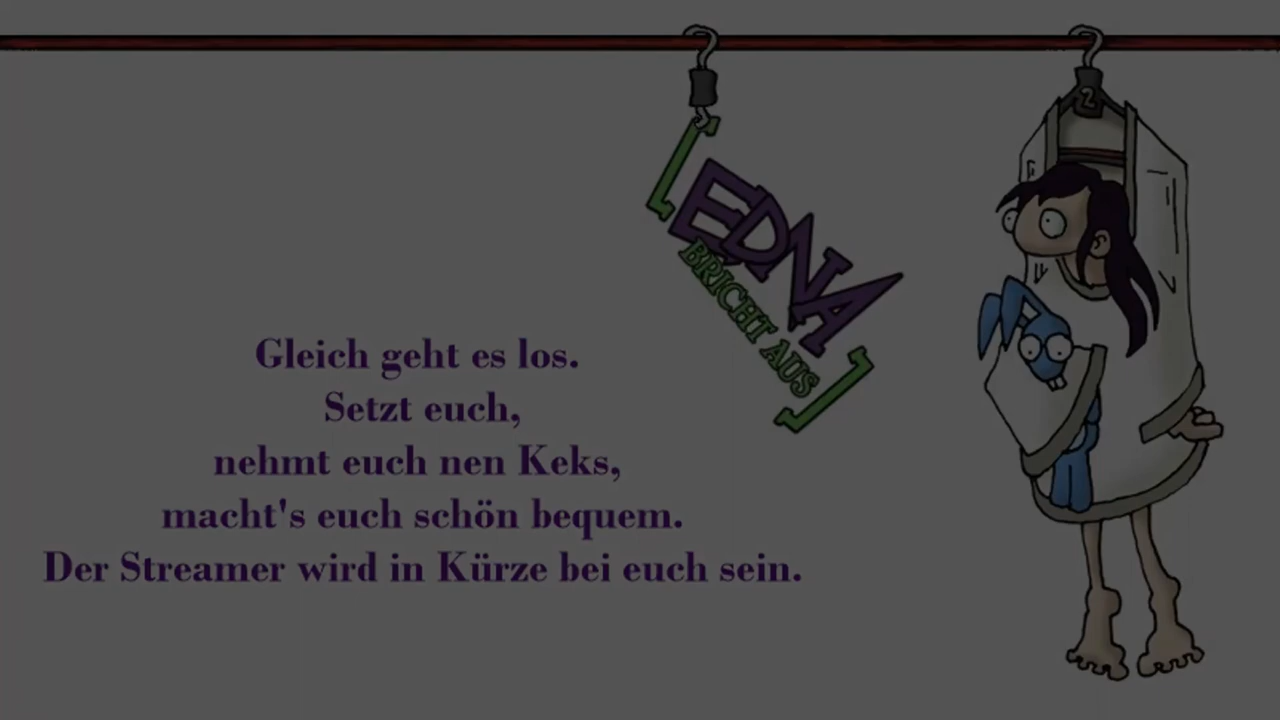 2
[EDNA
BRICHT AUS]
Gleich geht es los.
Setzt euch,
nehmt euch nen Keks,
macht's euch schön bequem.
Der Streamer wird in Kürze bei euch sein.